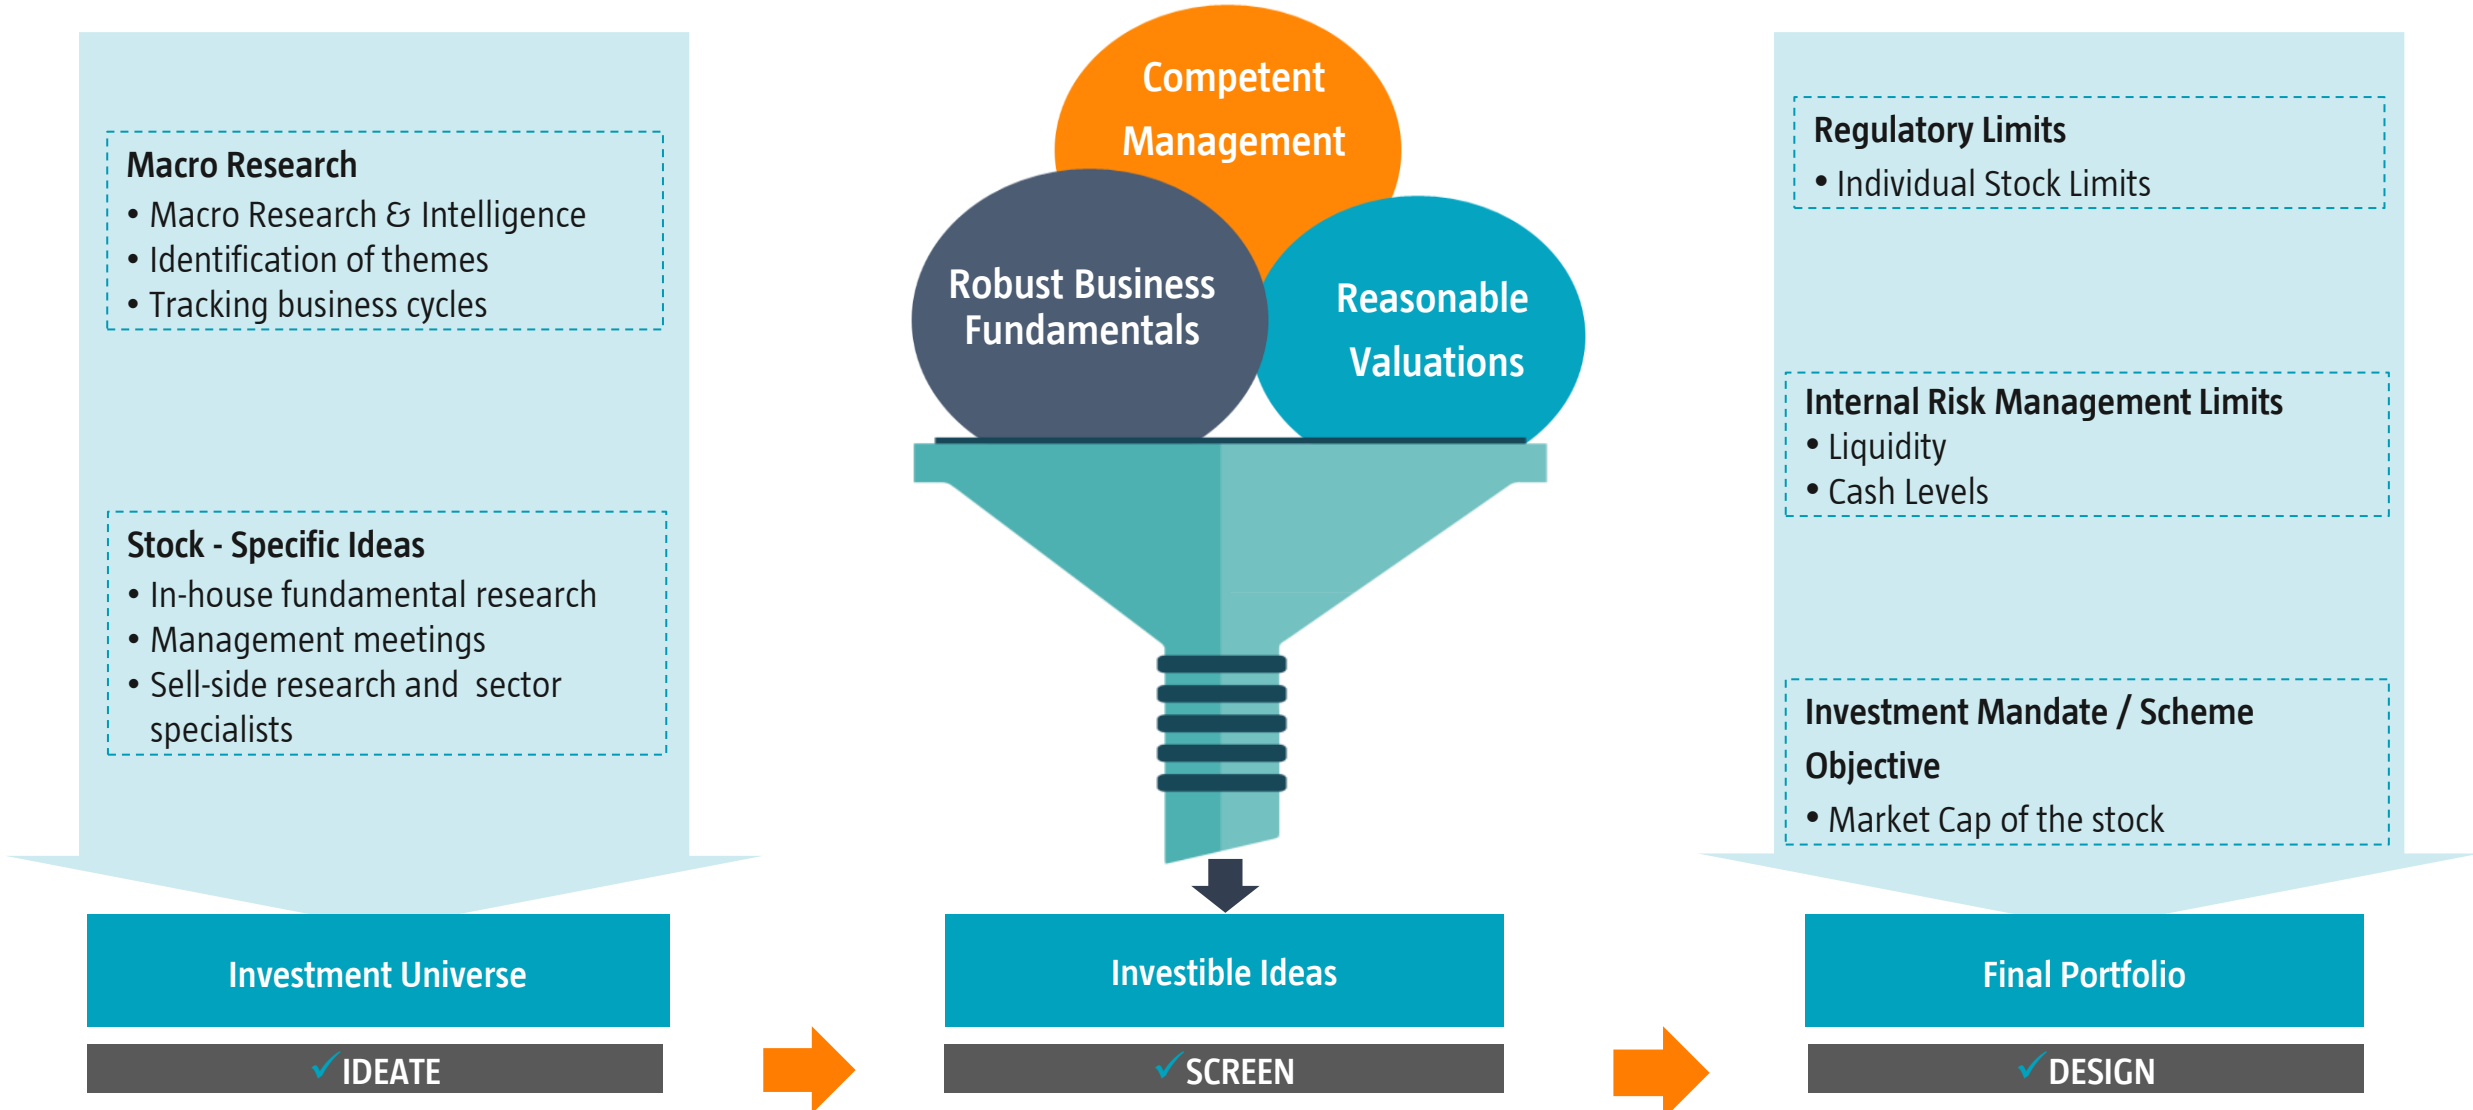 Macro Research
• Macro Research & Intelligence
• Identification of themes
• Tracking business cycles
Stock - Specific Ideas
• In-house fundamental research
• Management meetings
• Sell-side research and sector
specialists
Investment Universe
✓IDEATE
Competent
Management
Robust Business
Fundamentals
Reasonable
Valuations
Investible Ideas
✓SCREEN
Regulatory Limits
• Individual Stock Limits
Internal Risk Management Limits
• Liquidity
• Cash Levels
Investment Mandate / Scheme
Objective
• Market Cap of the stock
Final Portfolio
✓DESIGN